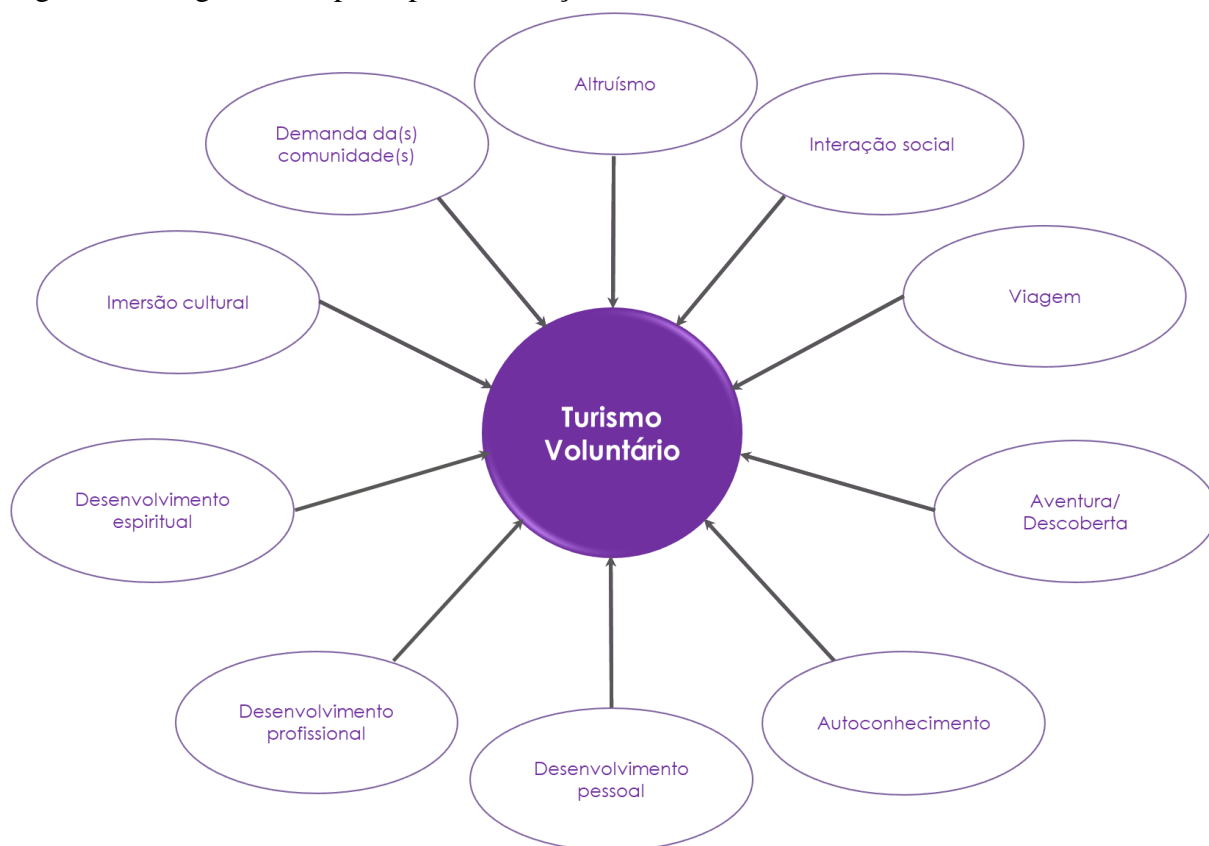 Altruísmo
Demanda da(s)
comunidade(s)
Interação social
Imersão cultural
Viagem
Turismo
Voluntário
Desenvolvimento
espiritual
Aventura/
Descoberta
Desenvolvimento
profissional
Autoconhecimento
Desenvolvimento
pessoal